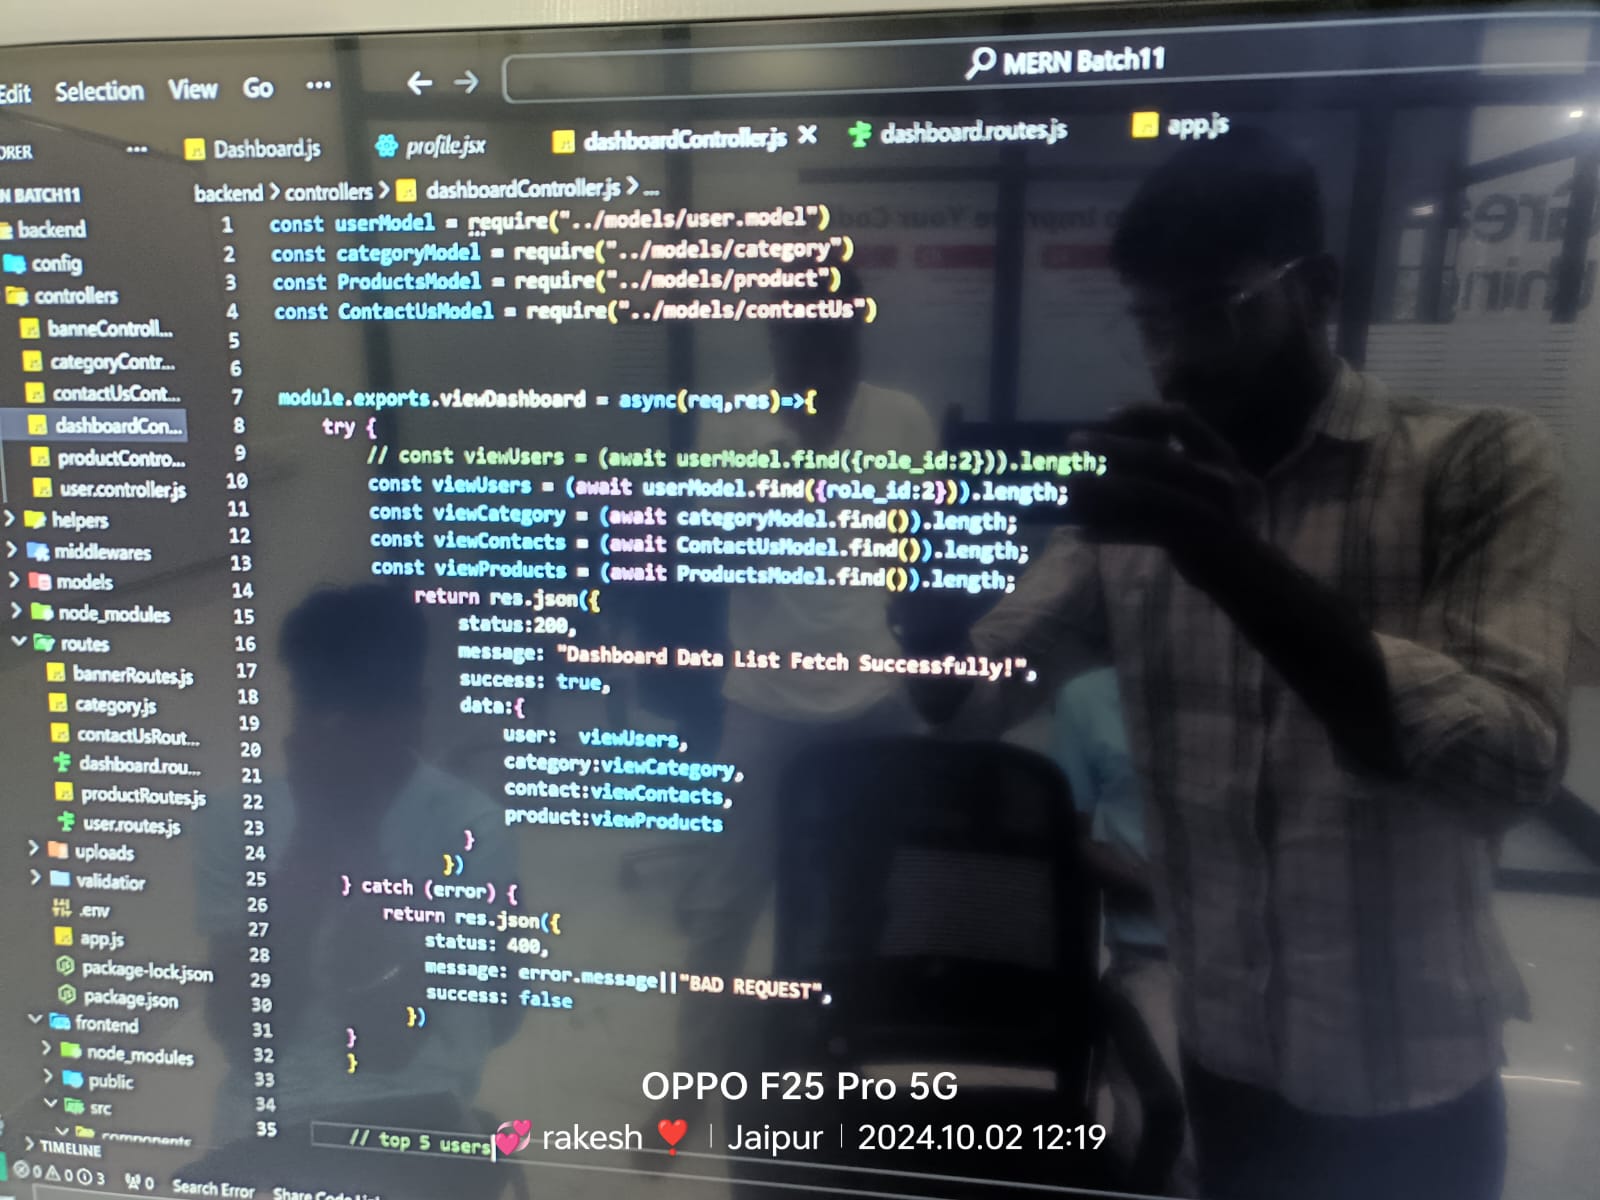 Edit Selection View Go ··· ← → MERN Batch11
ORER ··· Dashboard.js profile.jsx dashboardController.js × dashboard.routes.js app.js
N BATCH11
backend > controllers > dashboardController.js > ...
backend
config
controllers
banneControll...
categoryContr...
contactUsCont...
dashboardCon...
productContro...
user.controller.js
helpers
middlewares
models
node_modules
routes
bannerRoutes.js
category.js
contactUsRout...
dashboard.rou...
productRoutes.js
user.routes.js
uploads
validatior
.env
app.js
package-lock.json
package.json
frontend
node_modules
public
src
components
TIMELINE
1 const userModel = require("../models/user.model")
2 const categoryModel = require("../models/category")
3 const ProductsModel = require("../models/product")
4 const ContactUsModel = require("../models/contactUs")
5
6
7 module.exports.viewDashboard = async(req,res)=>{
8 try {
9 // const viewUsers = (await userModel.find({role_id:2})).length;
10 const viewUsers = (await userModel.find({role_id:2})).length;
11 const viewCategory = (await categoryModel.find()).length;
12 const viewContacts = (await ContactUsModel.find()).length;
13 const viewProducts = (await ProductsModel.find()).length;
14 return res.json({
15 status:200,
16 message: "Dashboard Data List Fetch Successfully!",
17 success: true,
18 data:{
19 user: viewUsers,
20 category:viewCategory,
21 contact:viewContacts,
22 product:viewProducts
23 }
24 })
25 } catch (error) {
26 return res.json({
27 status: 400,
28 message: error.message||"BAD REQUEST",
29 success: false
30 })
31 }
32 }
33
34
35 // top 5 users
0 0 3 0 Search Error
OPPO F25 Pro 5G
💞 rakesh ❤️ | Jaipur | 2024.10.02 12:19